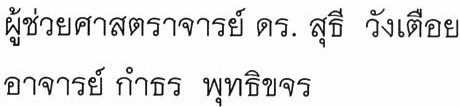 ผู้ช่วยศาสตราจารย์ ดร. สุธี วังเตือย
อาจารย์ กำธร พุทธิขจร